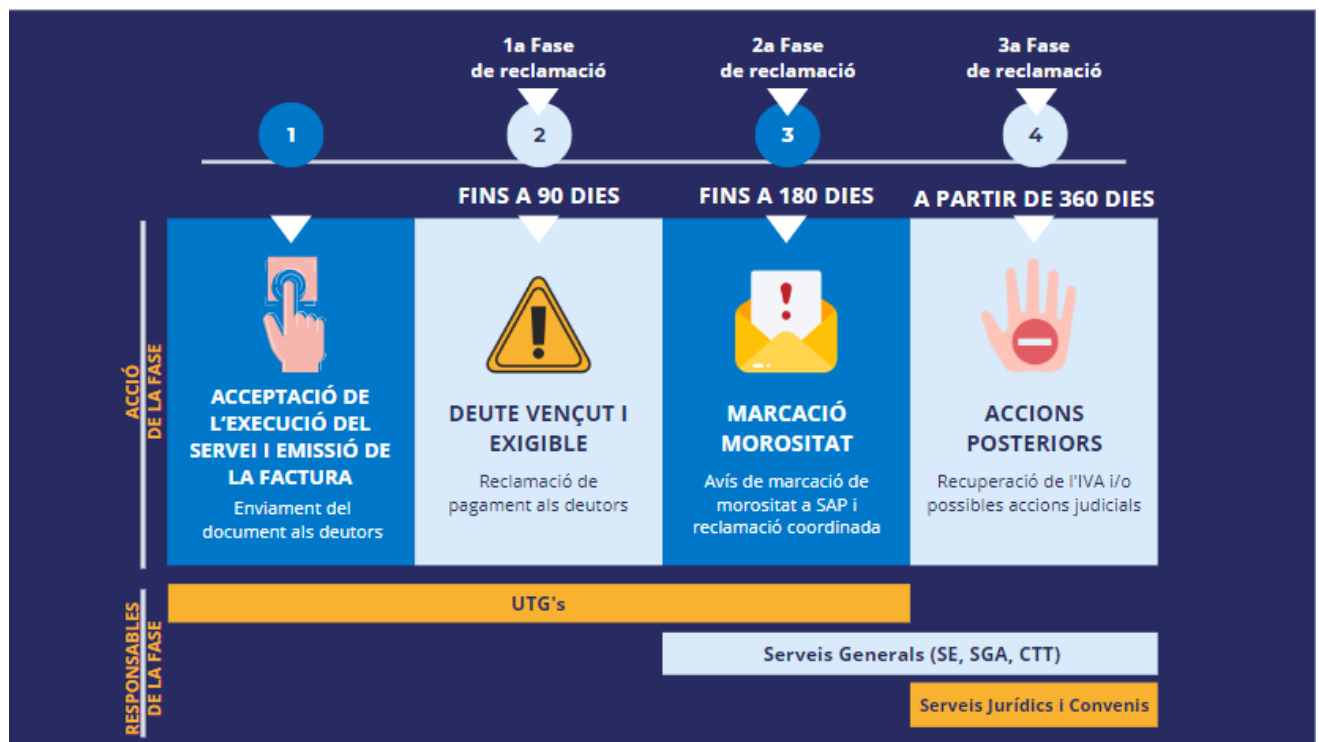 1a Fase
de reclamació
2a Fase
de reclamació
3a Fase
de reclamació
1
2
3
4
FINS A 90 DIES
FINS A 180 DIES
A PARTIR DE 360 DIES
ACCIÓ
DE LA FASE
ACCEPTACIÓ DE
L'EXECUCIÓ DEL
SERVEI I EMISSIÓ DE
LA FACTURA
Enviament del
document als deutors
DEUTE VENÇUT I
EXIGIBLE
Reclamació de
pagament als deutors
MARCACIÓ
MOROSITAT
Avís de marcació de
morositat a SAP i
reclamació coordinada
ACCIONS
POSTERIORS
Recuperació de l'IVA i/o
possibles accions judicials
RESPONSABLES
DE LA FASE
UTG's
Serveis Generals (SE, SGA, CTT)
Serveis Jurídics i Convenis